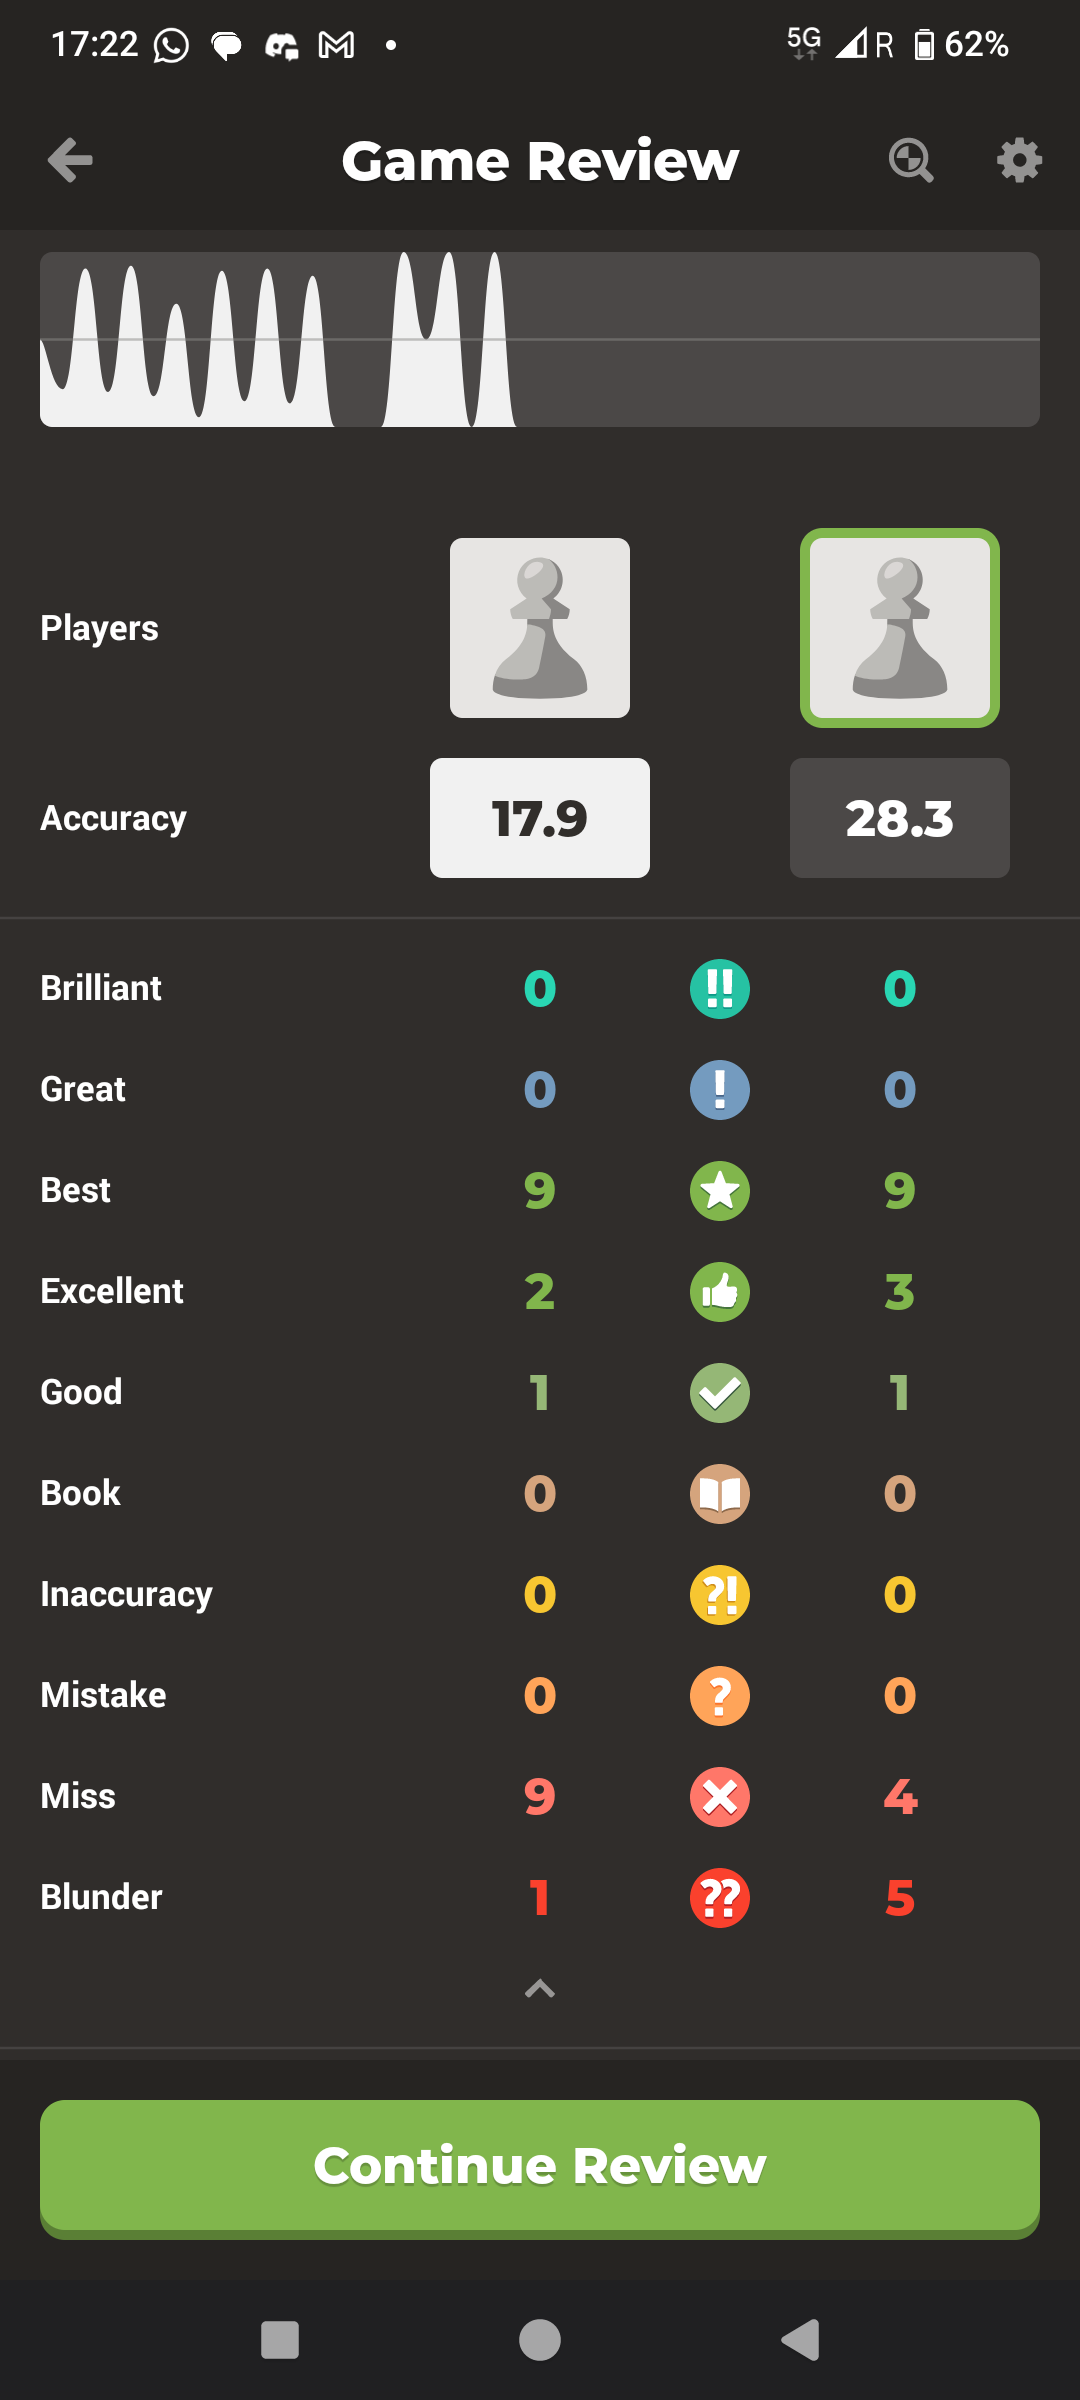 17:22 5G R 62%
Game Review
Players
Accuracy 17.9 28.3
Brilliant 0 !! 0
Great 0 ! 0
Best 9 9
Excellent 2 3
Good 1 1
Book 0 0
Inaccuracy 0 ?! 0
Mistake 0 ? 0
Miss 9 4
Blunder 1 ?? 5
Continue Review